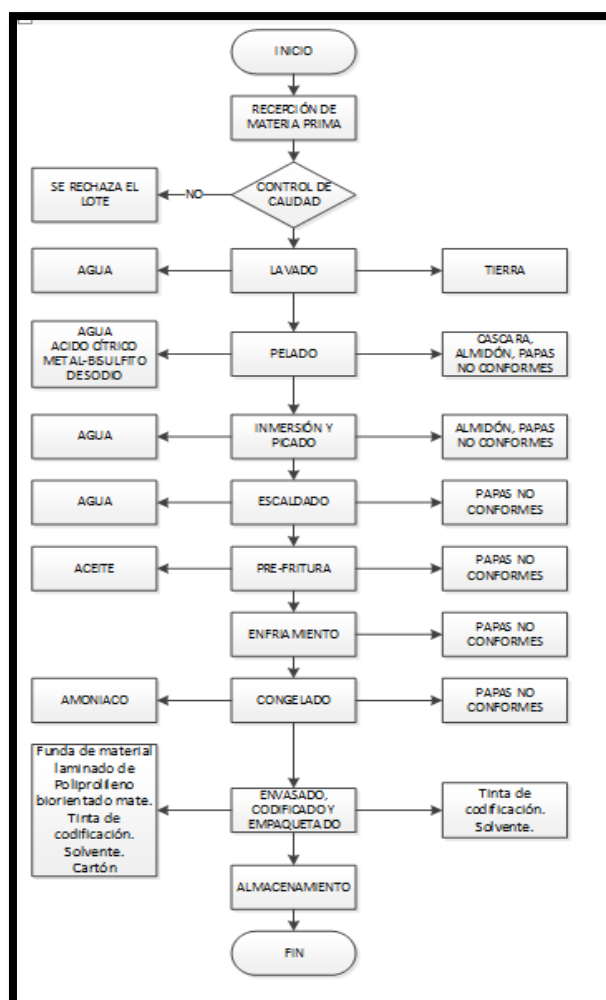 INICIO
RECEPCIÓN DE
MATERIA PRIMA
SE RECHAZA EL
LOTE
NO
CONTROL DE
CALIDAD
AGUA
LAVADO
TIERRA
AGUA
ACIDO CÍTRICO
METAL-BISULFITO
DE SODIO
PELADO
CASCARA,
ALMIDÓN, PAPAS
NO CONFORMES
AGUA
INMERSIÓN Y
PICADO
ALMIDÓN, PAPAS
NO CONFORMES
AGUA
ESCALDADO
PAPAS NO
CONFORMES
ACEITE
PRE-FRITURA
PAPAS NO
CONFORMES
ENFRIAMIENTO
PAPAS NO
CONFORMES
AMONIACO
CONGELADO
PAPAS NO
CONFORMES
Funda de material
laminado de
Poliprolileno
biorientado mate.
Tinta de
codificación.
Solvente.
Cartón
ENVASADO,
CODIFICADO Y
EMPAQUETADO
Tinta de
codificación.
Solvente.
ALMACENAMIENTO
FIN